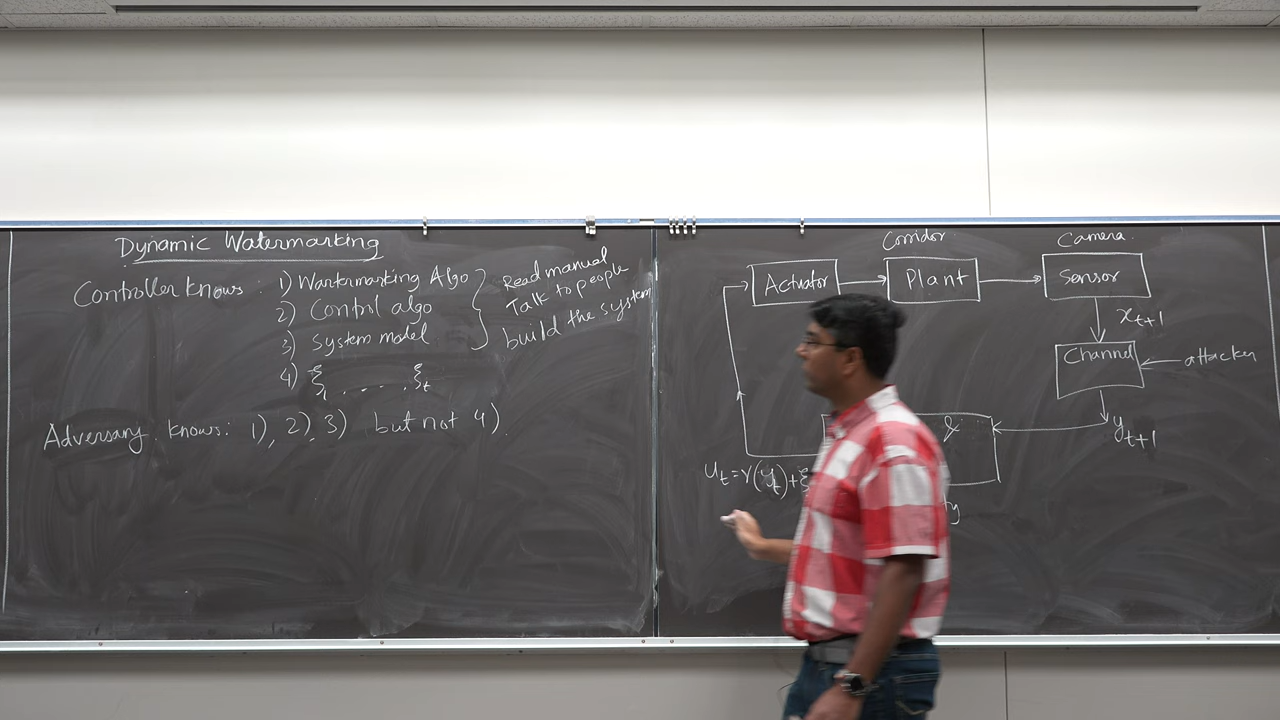 Dynamic Watermarking
Controller knows : 1) Wartermarking Algo
2) Control algo
3) System model
4) ξ₁ . . . . ξₜ
Read manual
Talk to people
build the system
Adversary knows: 1), 2), 3) but not 4).
Corridor
Camera.
Actuator
Plant
Sensor
xₜ₊₁
Channel
attacker
yₜ₊₁
&
uₜ=γ(yₜ)+ξ